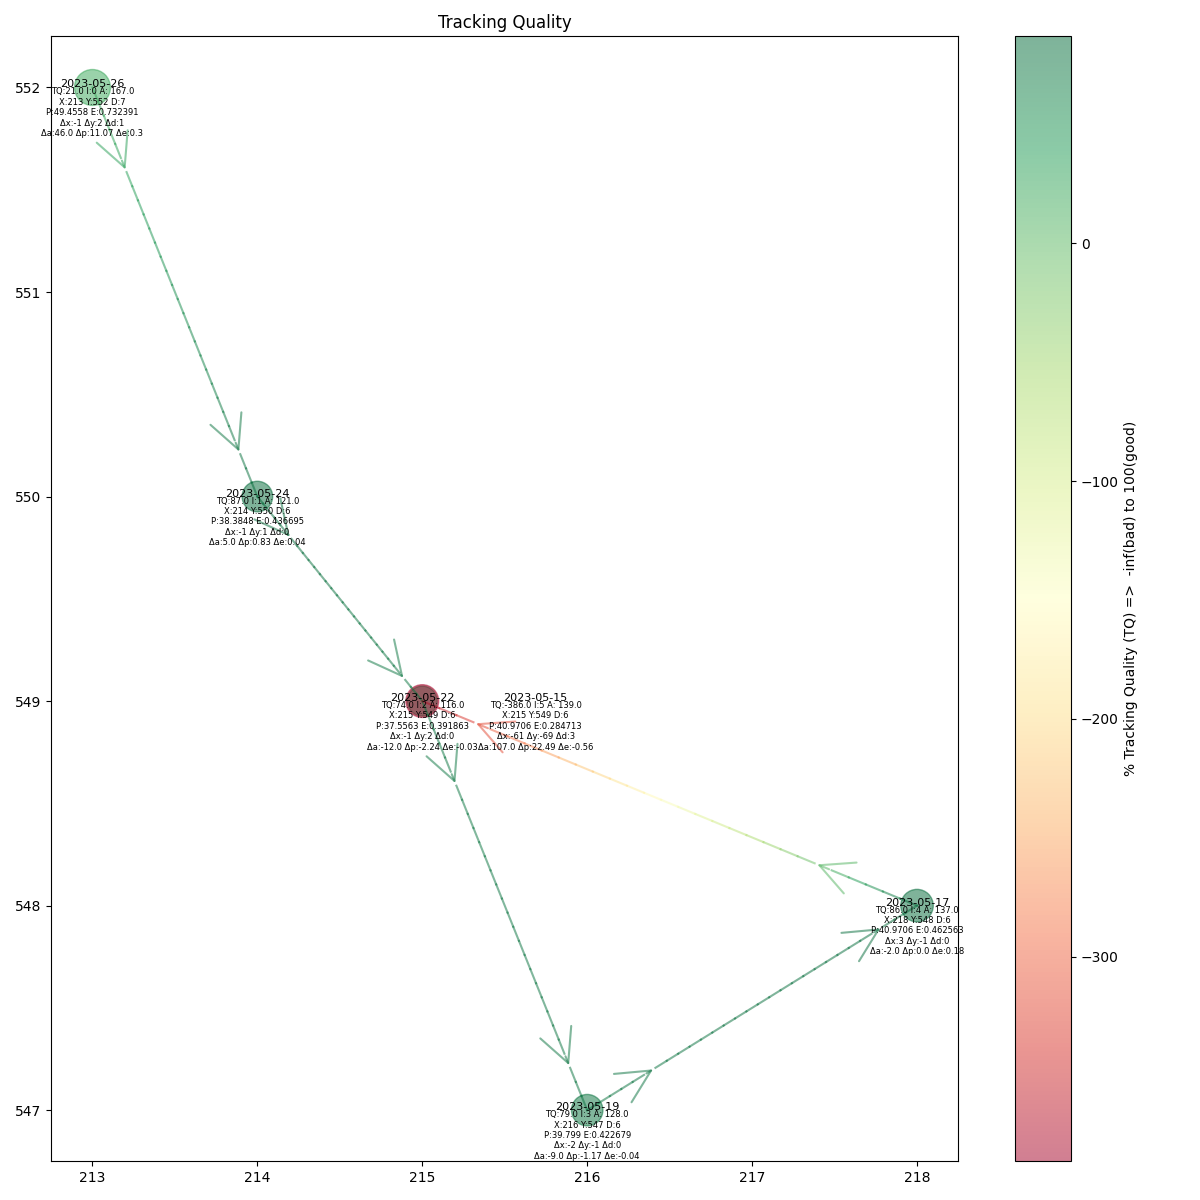 Tracking Quality
552
551
550
549
548
547
213
214
215
216
217
218
2023-05-26
TQ:21.0 I:0 A: 167.0
X:213 Y:552 D:7
P:49.4558 E:0.732391
Δx:-1 Δy:2 Δd:1
Δa:46.0 Δp:11.07 Δe:0.3
2023-05-24
TQ:87.0 I:1 A: 121.0
X:214 Y:550 D:6
P:38.3848 E:0.436695
Δx:-1 Δy:1 Δd:0
Δa:5.0 Δp:0.83 Δe:0.04
2023-05-22
TQ:74.0 I:2 A: 116.0
X:215 Y:549 D:6
P:37.5563 E:0.391863
Δx:-1 Δy:2 Δd:0
Δa:-12.0 Δp:-2.24 Δe:-0.03
2023-05-15
TQ:-386.0 I:5 A: 139.0
X:215 Y:549 D:6
P:40.9706 E:0.284713
Δx:-61 Δy:-69 Δd:3
Δa:107.0 Δp:22.49 Δe:-0.56
2023-05-17
TQ:86.0 I:4 A: 137.0
X:218 Y:548 D:6
P:40.9706 E:0.462563
Δx:3 Δy:-1 Δd:0
Δa:-2.0 Δp:0.0 Δe:0.18
2023-05-19
TQ:79.0 I:3 A: 128.0
X:216 Y:547 D:6
P:39.799 E:0.422679
Δx:-2 Δy:-1 Δd:0
Δa:-9.0 Δp:-1.17 Δe:-0.04
0
−100
−200
−300
% Tracking Quality (TQ) =>  -inf(bad) to 100(good)